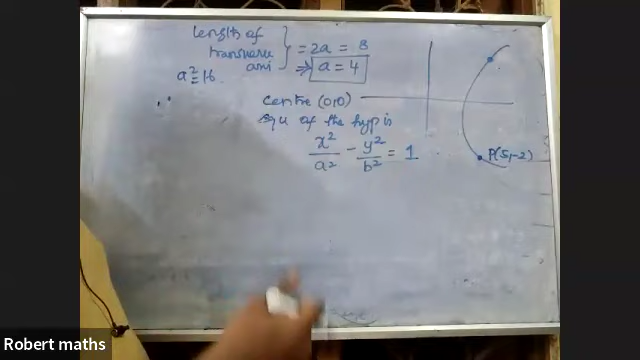 Length of
transverse
axis
= 2a = 8
⇒ a = 4
a² = 16
∴
Centre (0,0)
equ of the hyp is
x²/a² - y²/b² = 1
P(5,-2)
Robert maths